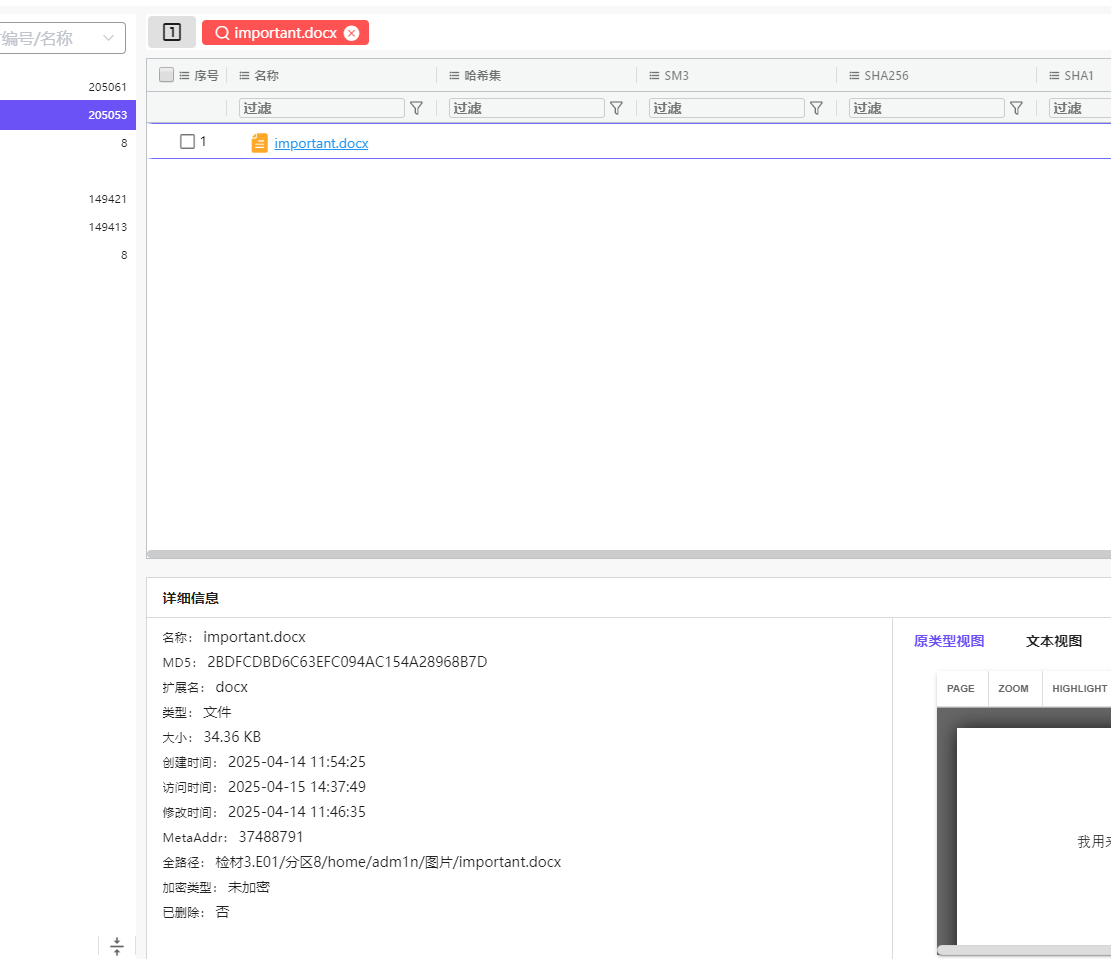 编号/名称
205061
205053
8
149421
149413
8
1
important.docx
序号 名称 哈希集 SM3 SHA256 SHA1
过滤 过滤 过滤 过滤 过滤
1 important.docx
详细信息
名称： important.docx
MD5： 2BDFCDBD6C63EFC094AC154A28968B7D
扩展名： docx
类型： 文件
大小： 34.36 KB
创建时间： 2025-04-14 11:54:25
访问时间： 2025-04-15 14:37:49
修改时间： 2025-04-14 11:46:35
MetaAddr： 37488791
全路径： 检材3.E01/分区8/home/adm1n/图片/important.docx
加密类型： 未加密
已删除： 否
原类型视图 文本视图
PAGE ZOOM HIGHLIGHT
我用来